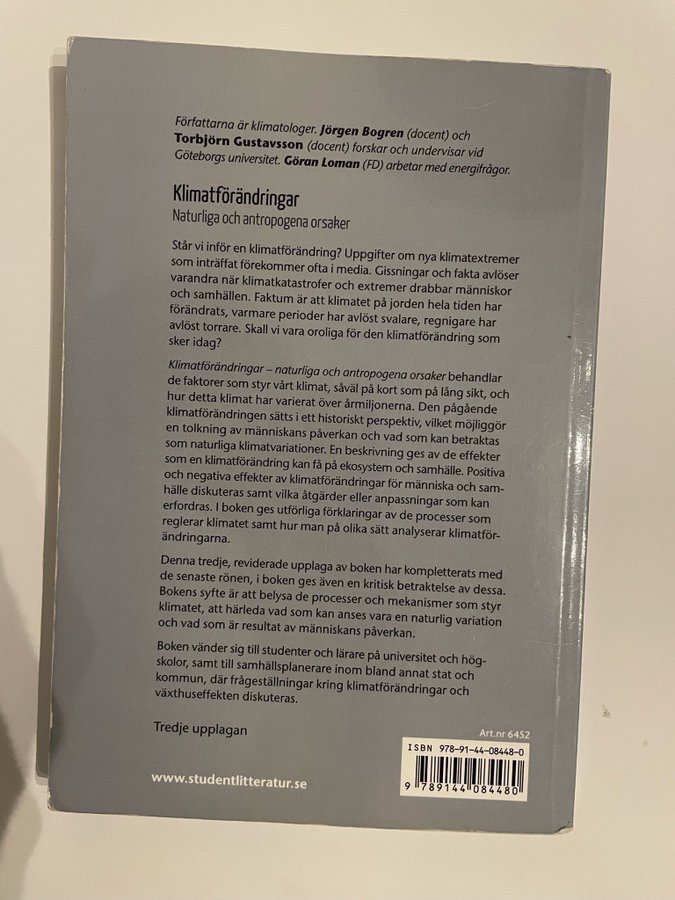 Författarna är klimatologer. Jörgen Bogren (docent) och
Torbjörn Gustavsson (docent) forskar och undervisar vid
Göteborgs universitet. Göran Loman (FD) arbetar med energifrågor.
Klimatförändringar
Naturliga och antropogena orsaker
Står vi inför en klimatförändring? Uppgifter om nya klimatextremer
som inträffat förekommer ofta i media. Gissningar och fakta avlöser
varandra när klimatkatastrofer och extremer drabbar människor
och samhällen. Faktum är att klimatet på jorden hela tiden har
förändrats, varmare perioder har avlöst svalare, regnigare har
avlöst torrare. Skall vi vara oroliga för den klimatförändring som
sker idag?
Klimatförändringar – naturliga och antropogena orsaker behandlar
de faktorer som styr vårt klimat, såväl på kort som på lång sikt, och
hur detta klimat har varierat över årmiljonerna. Den pågående
klimatförändringen sätts i ett historiskt perspektiv, vilket möjliggör
en tolkning av människans påverkan och vad som kan betraktas
som naturliga klimatvariationer. En beskrivning ges av de effekter
som en klimatförändring kan få på ekosystem och samhälle. Positiva
och negativa effekter av klimatförändringar för människa och sam-
hälle diskuteras samt vilka åtgärder eller anpassningar som kan
erfordras. I boken ges utförliga förklaringar av de processer som
reglerar klimatet samt hur man på olika sätt analyserar klimatför-
ändringarna.
Denna tredje, reviderade upplaga av boken har kompletterats med
de senaste rönen, i boken ges även en kritisk betraktelse av dessa.
Bokens syfte är att belysa de processer och mekanismer som styr
klimatet, att härleda vad som kan anses vara en naturlig variation
och vad som är resultat av människans påverkan.
Boken vänder sig till studenter och lärare på universitet och hög-
skolor, samt till samhällsplanerare inom bland annat stat och
kommun, där frågeställningar kring klimatförändringar och
växthuseffekten diskuteras.
Tredje upplagan
Art.nr 6452
ISBN 978-91-44-08448-0
9 789144 084480
www.studentlitteratur.se